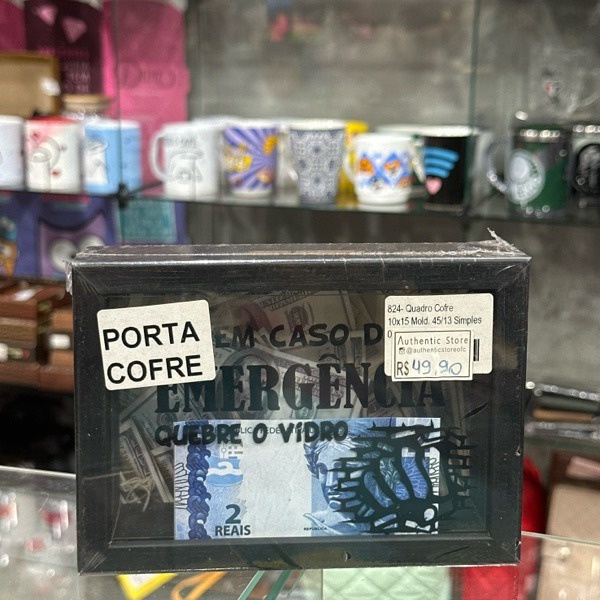 PORTA
COFRE
824- Quadro Cofre
10x15 Mold. 45/13 Simples
0
Authentic Store
@authenticstoreofc
R$ 49,90
EM CASO D
EMERGÊNCIA
QUEBRE O VIDRO
2
REAIS